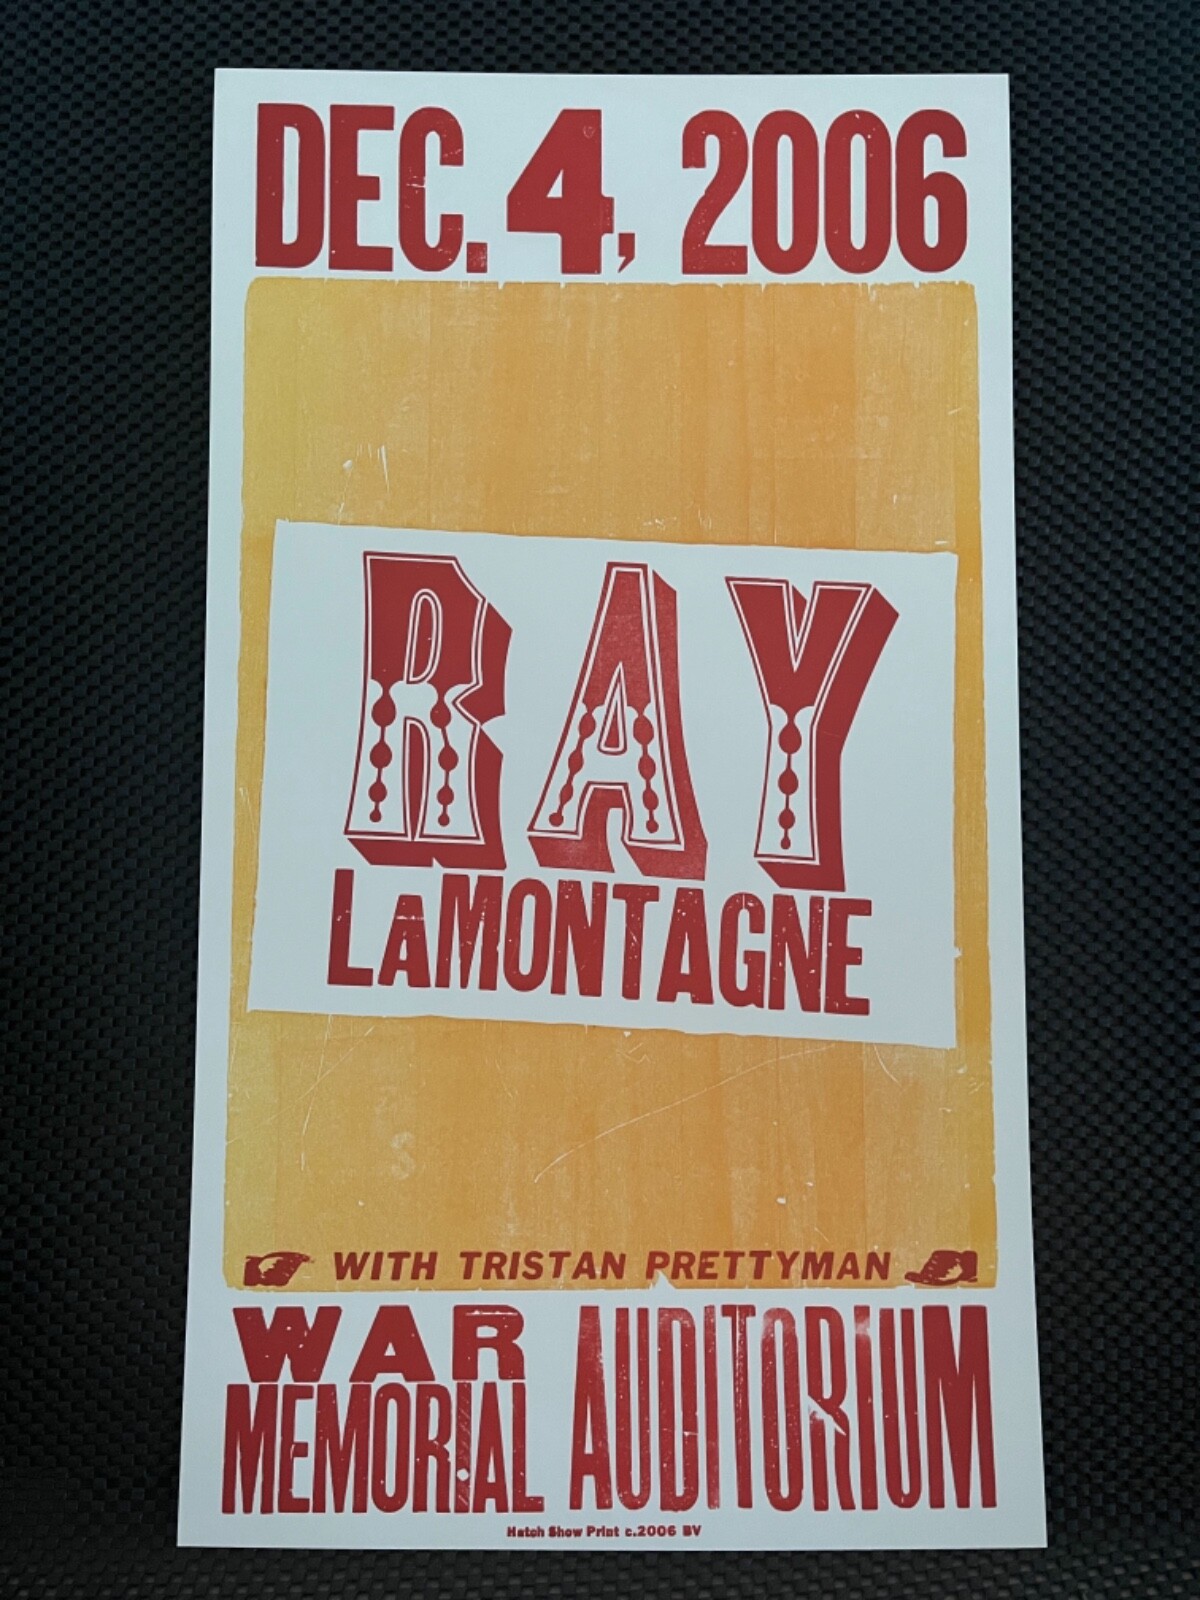 DEC. 4, 2006
RAY
LAMONTAGNE
WITH TRISTAN PRETTYMAN
WAR
MEMORIAL AUDITORIUM
Hatch Show Print c.2006 BV